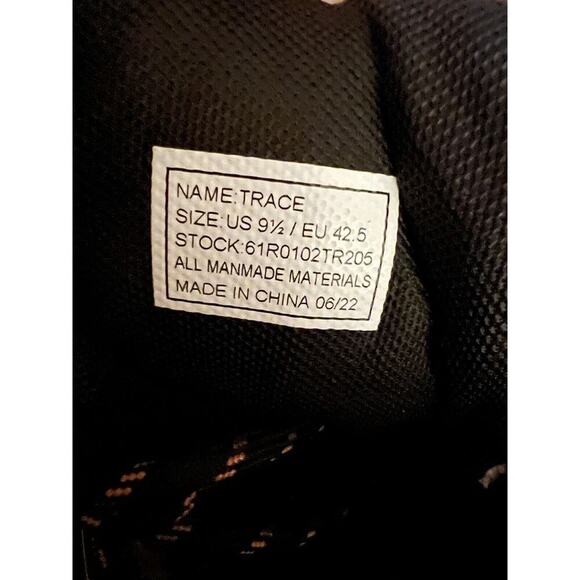 NAME:TRACE
SIZE: US 9½ / EU 42.5
STOCK:61R0102TR205
ALL MANMADE MATERIALS
MADE IN CHINA 06/22